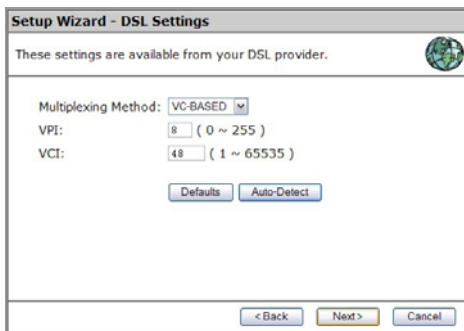 Setup Wizard - DSL Settings
These settings are available from your DSL provider.
Multiplexing Method: VC-BASED
VPI: 8 ( 0 ~ 255 )
VCI: 48 ( 1 ~ 65535 )
Defaults Auto-Detect
<Back Next> Cancel